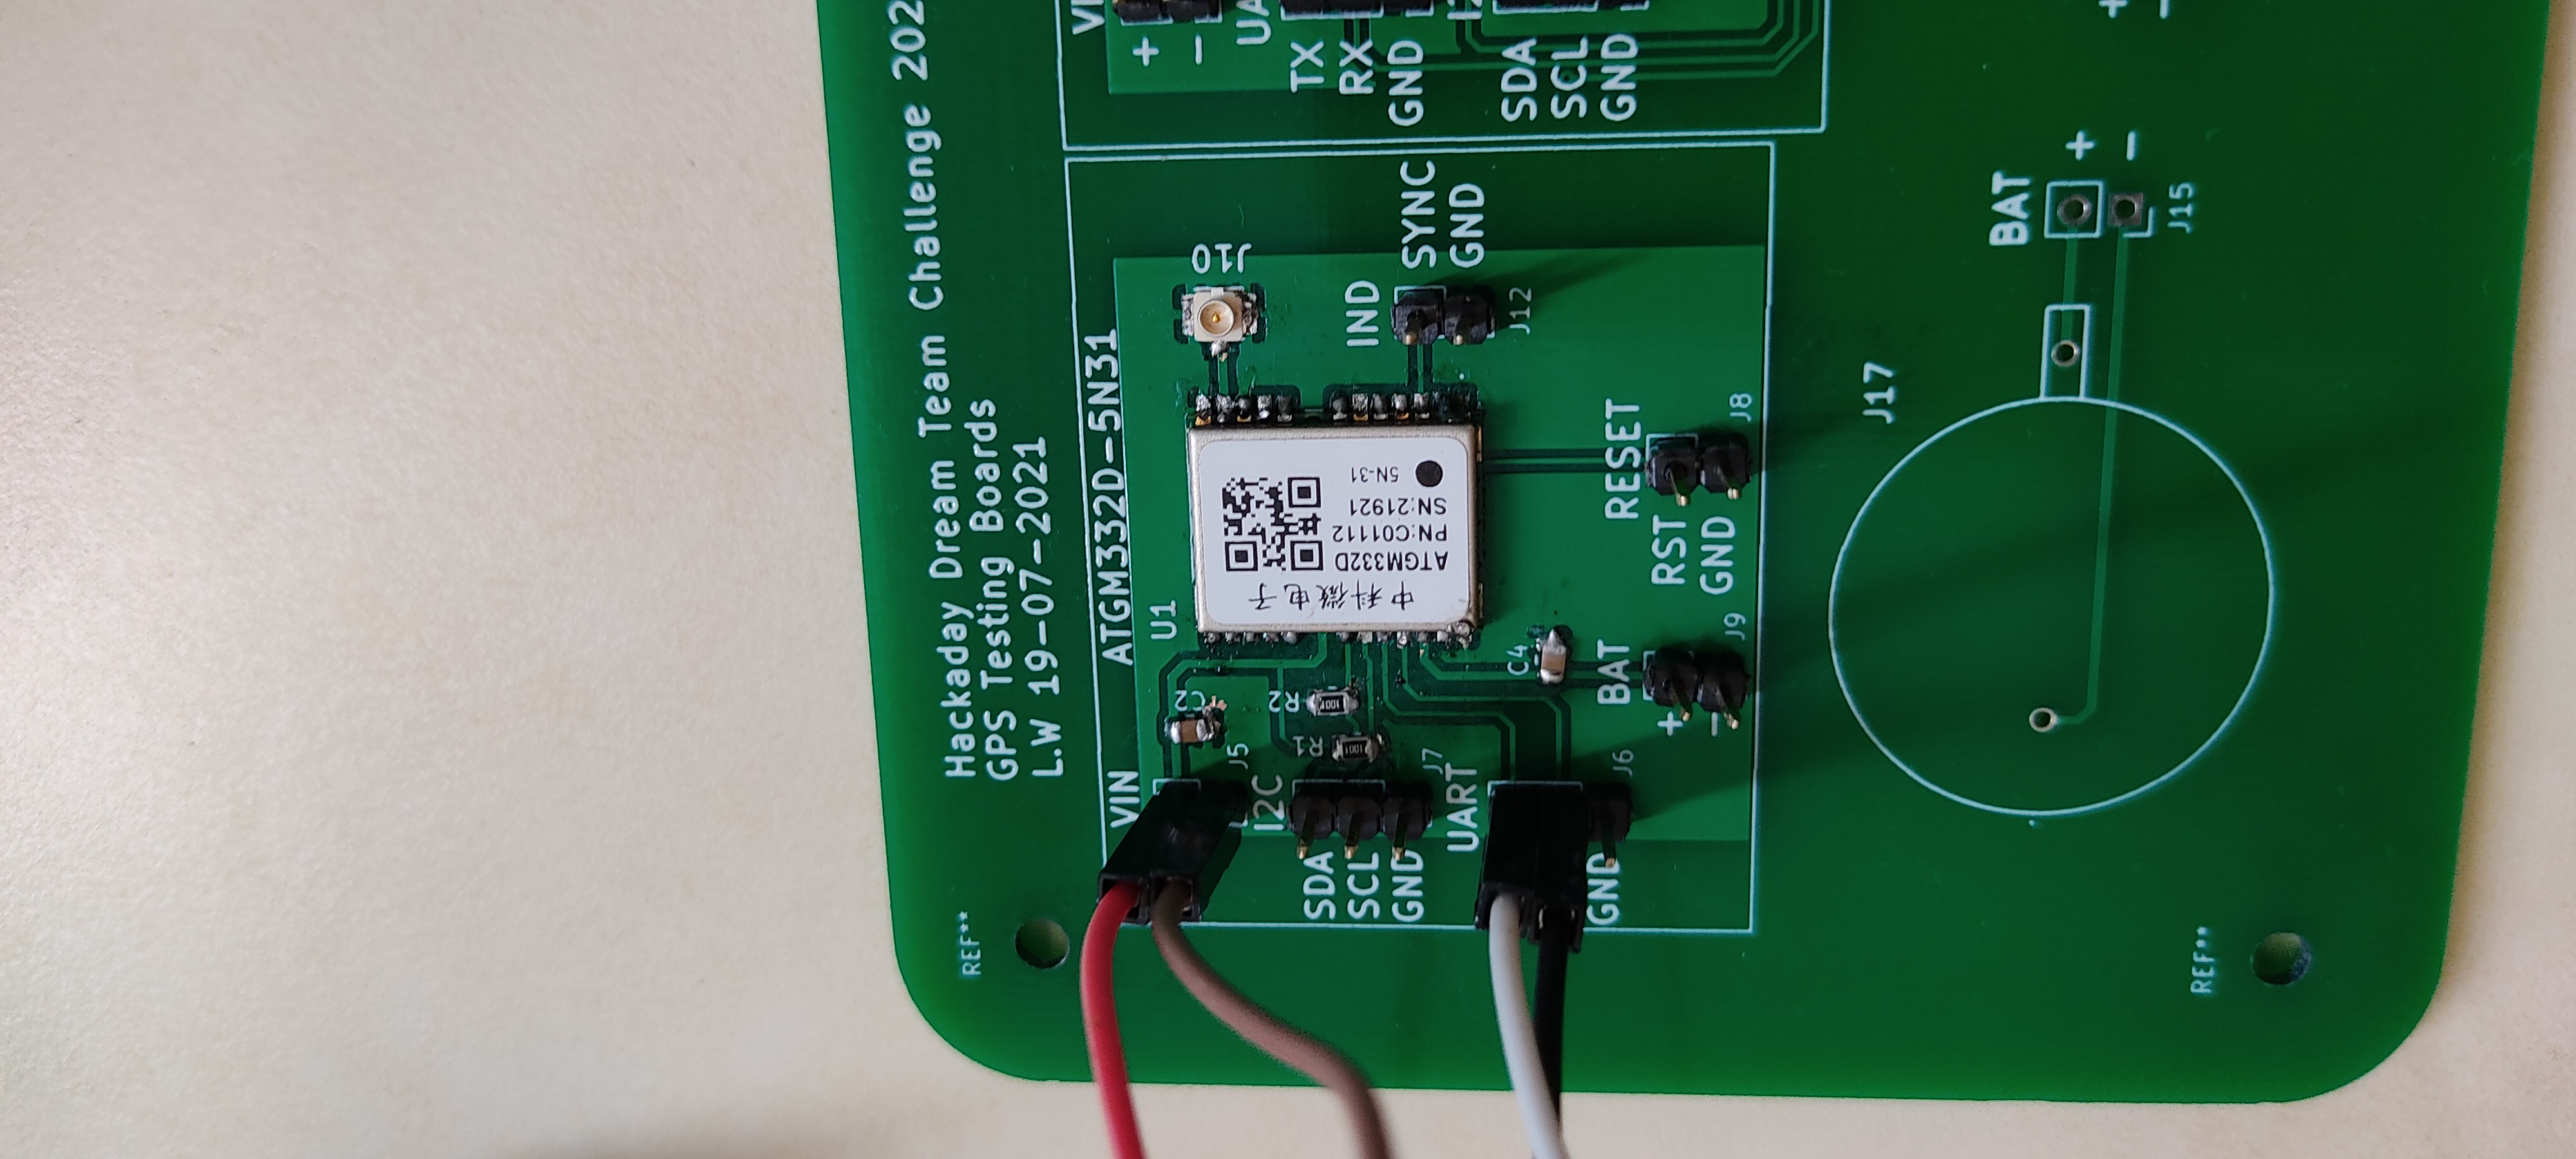 REF**
Hackaday Dream Team Challenge 202
GPS Testing Boards
L.W 19-07-2021
VIN
ATGM332D-5N31
U1
C2
J5
J10
I2C
SDA
SCL
GND
R1
R2
1001
1001
J7
中科微电子
ATGM332D
PN:C01112
SN:21921
5N-31
IND
SYNC
GND
J12
UART
GND
J6
C4
BAT
+
−
J9
RESET
RST
GND
J8
+
−
TX
RX
GND
SDA
SCL
GND
J17
BAT
+
−
J15
REF**